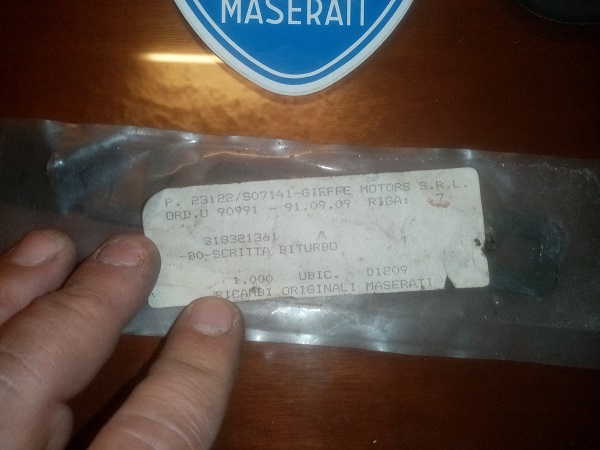 MASERATI
P. 23122/S07141-GIEFFE MOTORS S.R.L.
ORD.U 90991 - 91.09.09 RIGA: 7
318321361 A
-BO-SCRITTA BITURBO
1.000 UBIC. D1209
RICAMBI ORIGINALI MASERATI